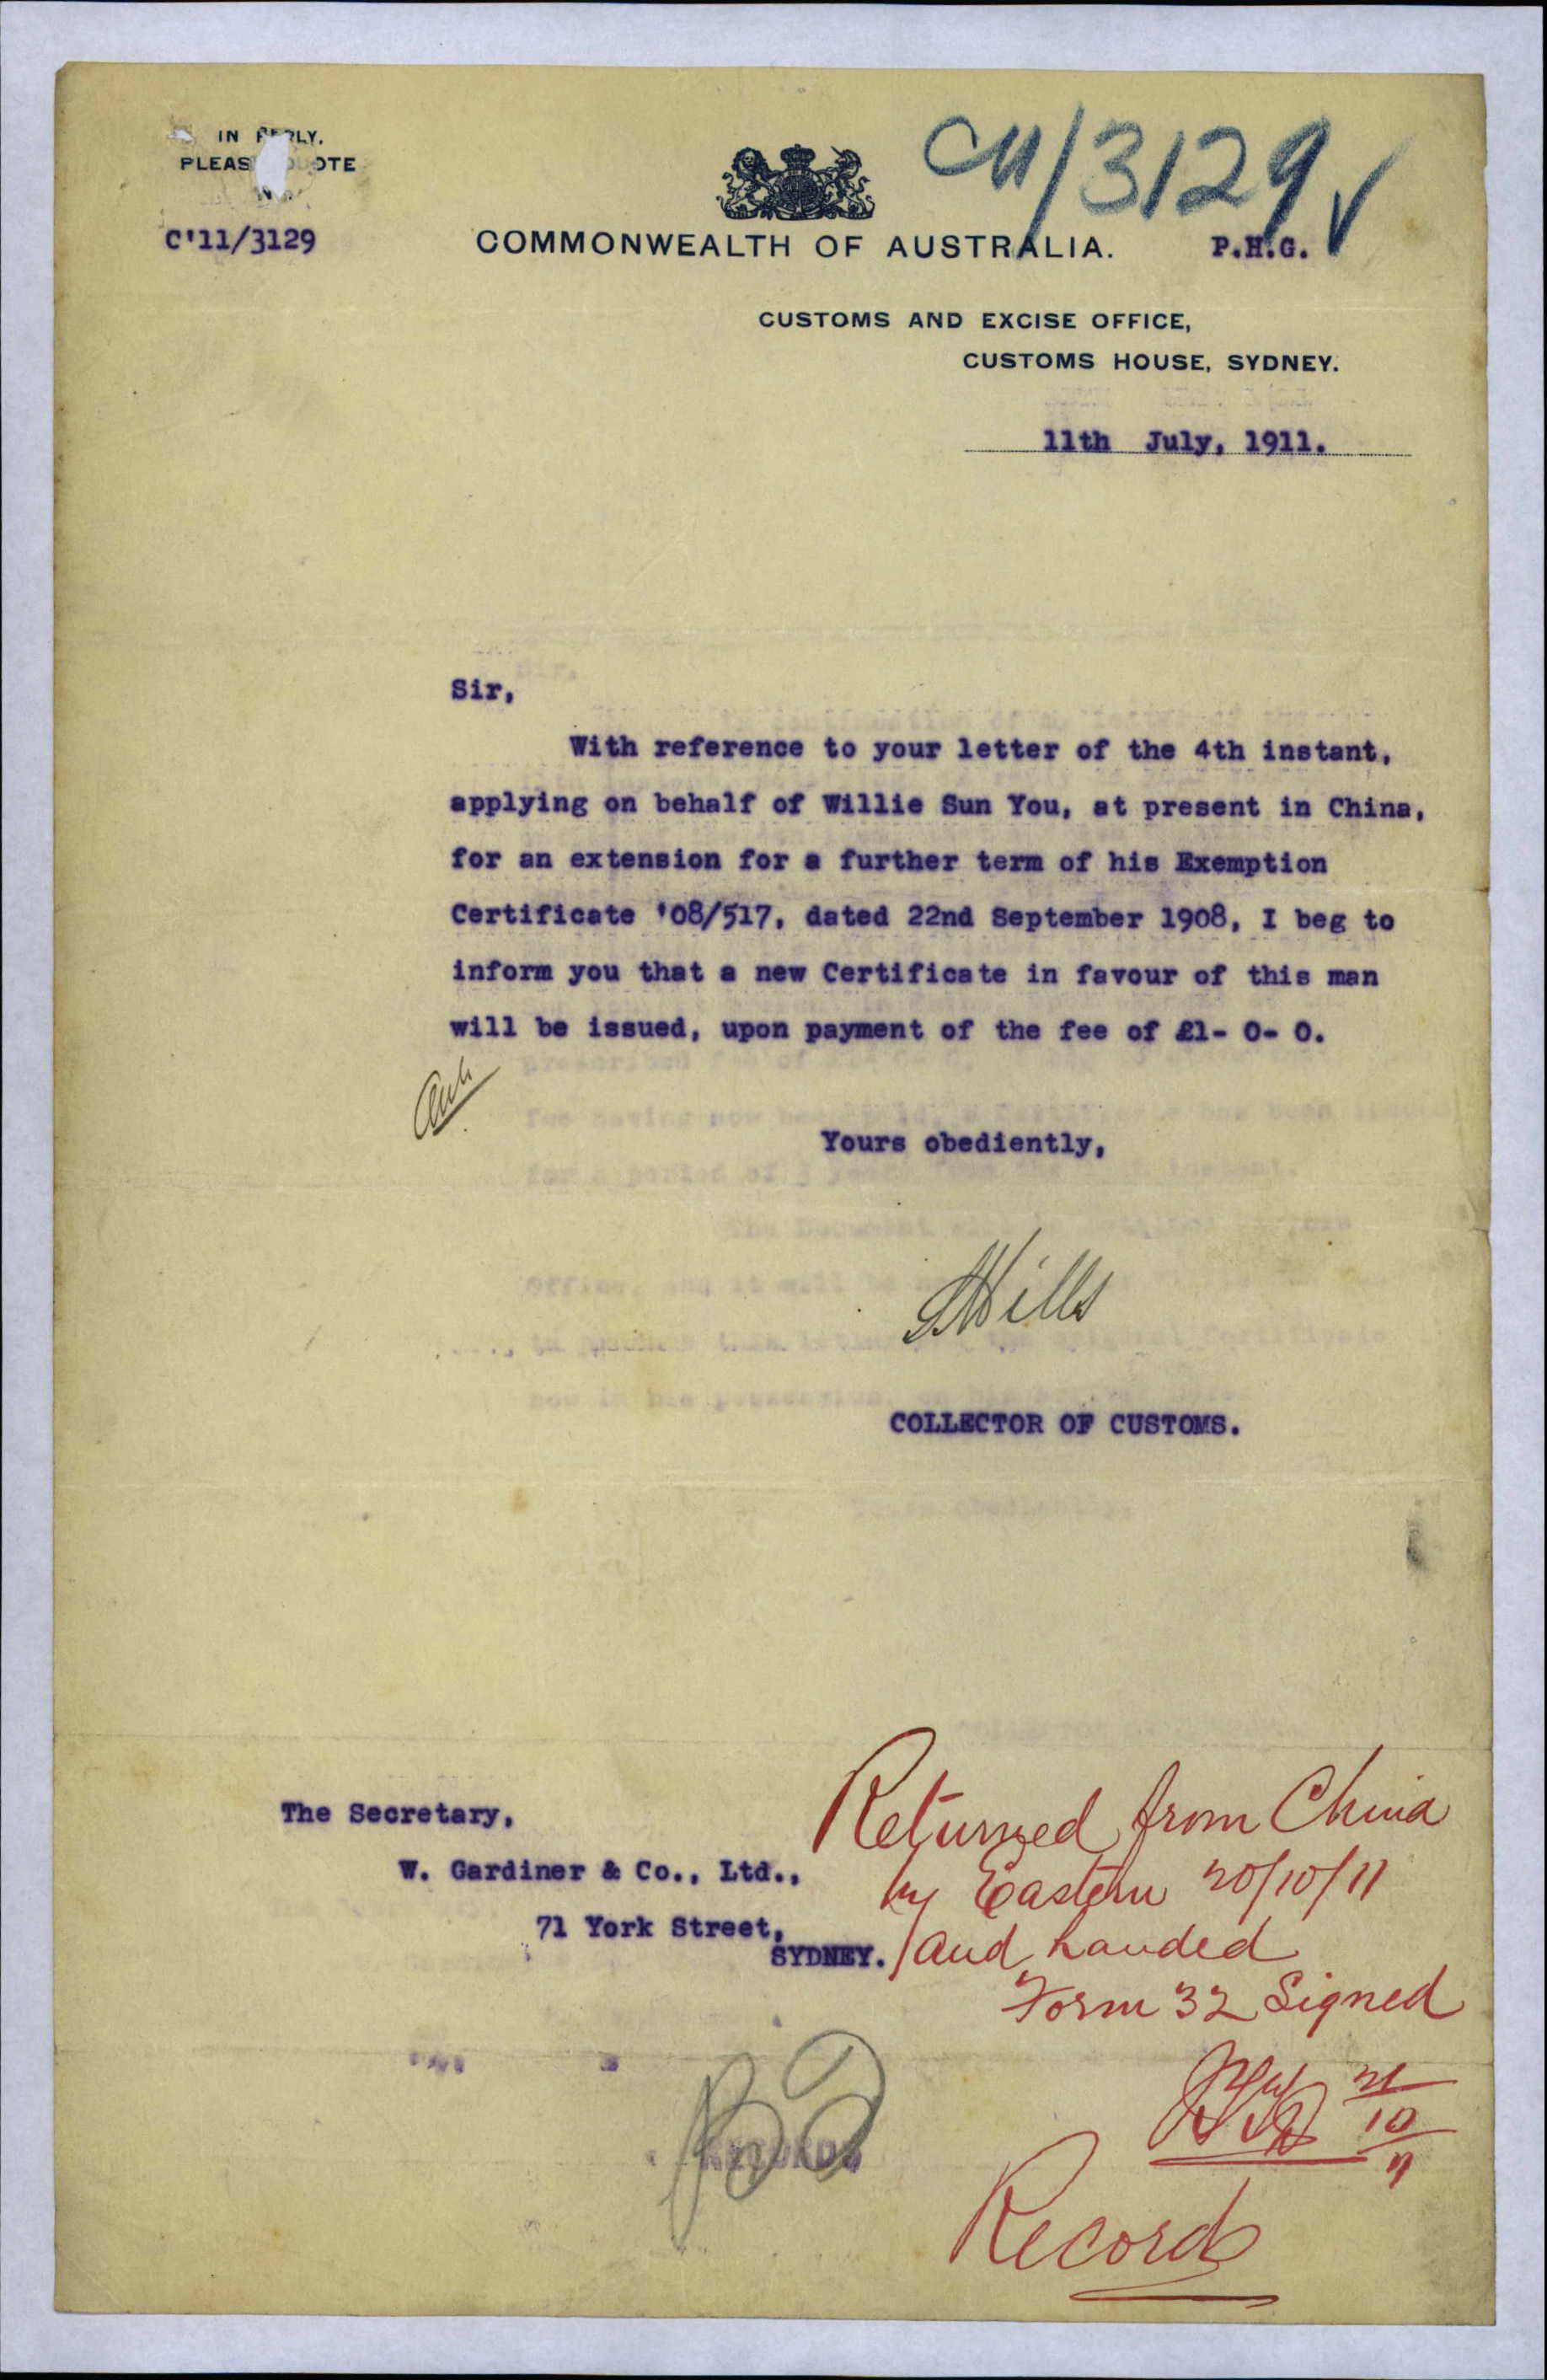 IN REPLY,
PLEASE QUOTE
No.
C'11/3129
C11/3129
COMMONWEALTH OF AUSTRALIA.
P.H.G.
CUSTOMS AND EXCISE OFFICE,
CUSTOMS HOUSE, SYDNEY.
11th July, 1911.
Sir,
With reference to your letter of the 4th instant,
applying on behalf of Willie Sun You, at present in China,
for an extension for a further term of his Exemption
Certificate '08/517, dated 22nd September 1908, I beg to
inform you that a new Certificate in favour of this man
will be issued, upon payment of the fee of £1- 0- 0.
Yours obediently,
Mills
COLLECTOR OF CUSTOMS.
The Secretary,
W. Gardiner & Co., Ltd.,
71 York Street,
SYDNEY.
Returned from China
by Eastern 20/10/11
and handed
Form 32 Signed
21/10/11
RECORDS
Records